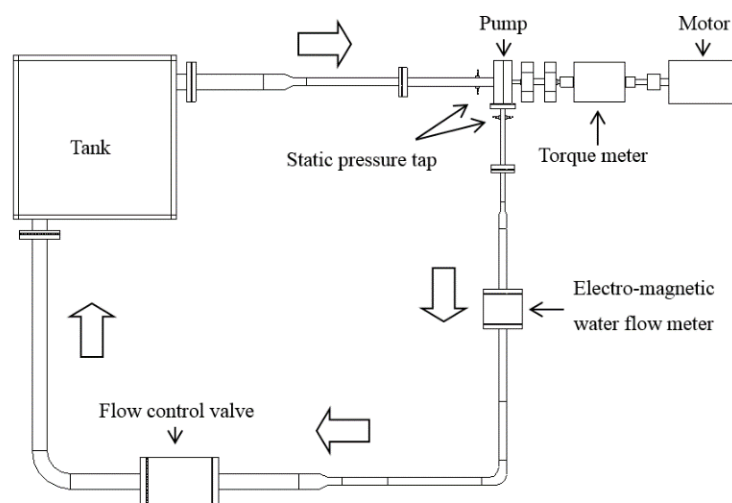 Pump
Motor
Tank
Static pressure tap
Torque meter
Electro-magnetic
water flow meter
Flow control valve